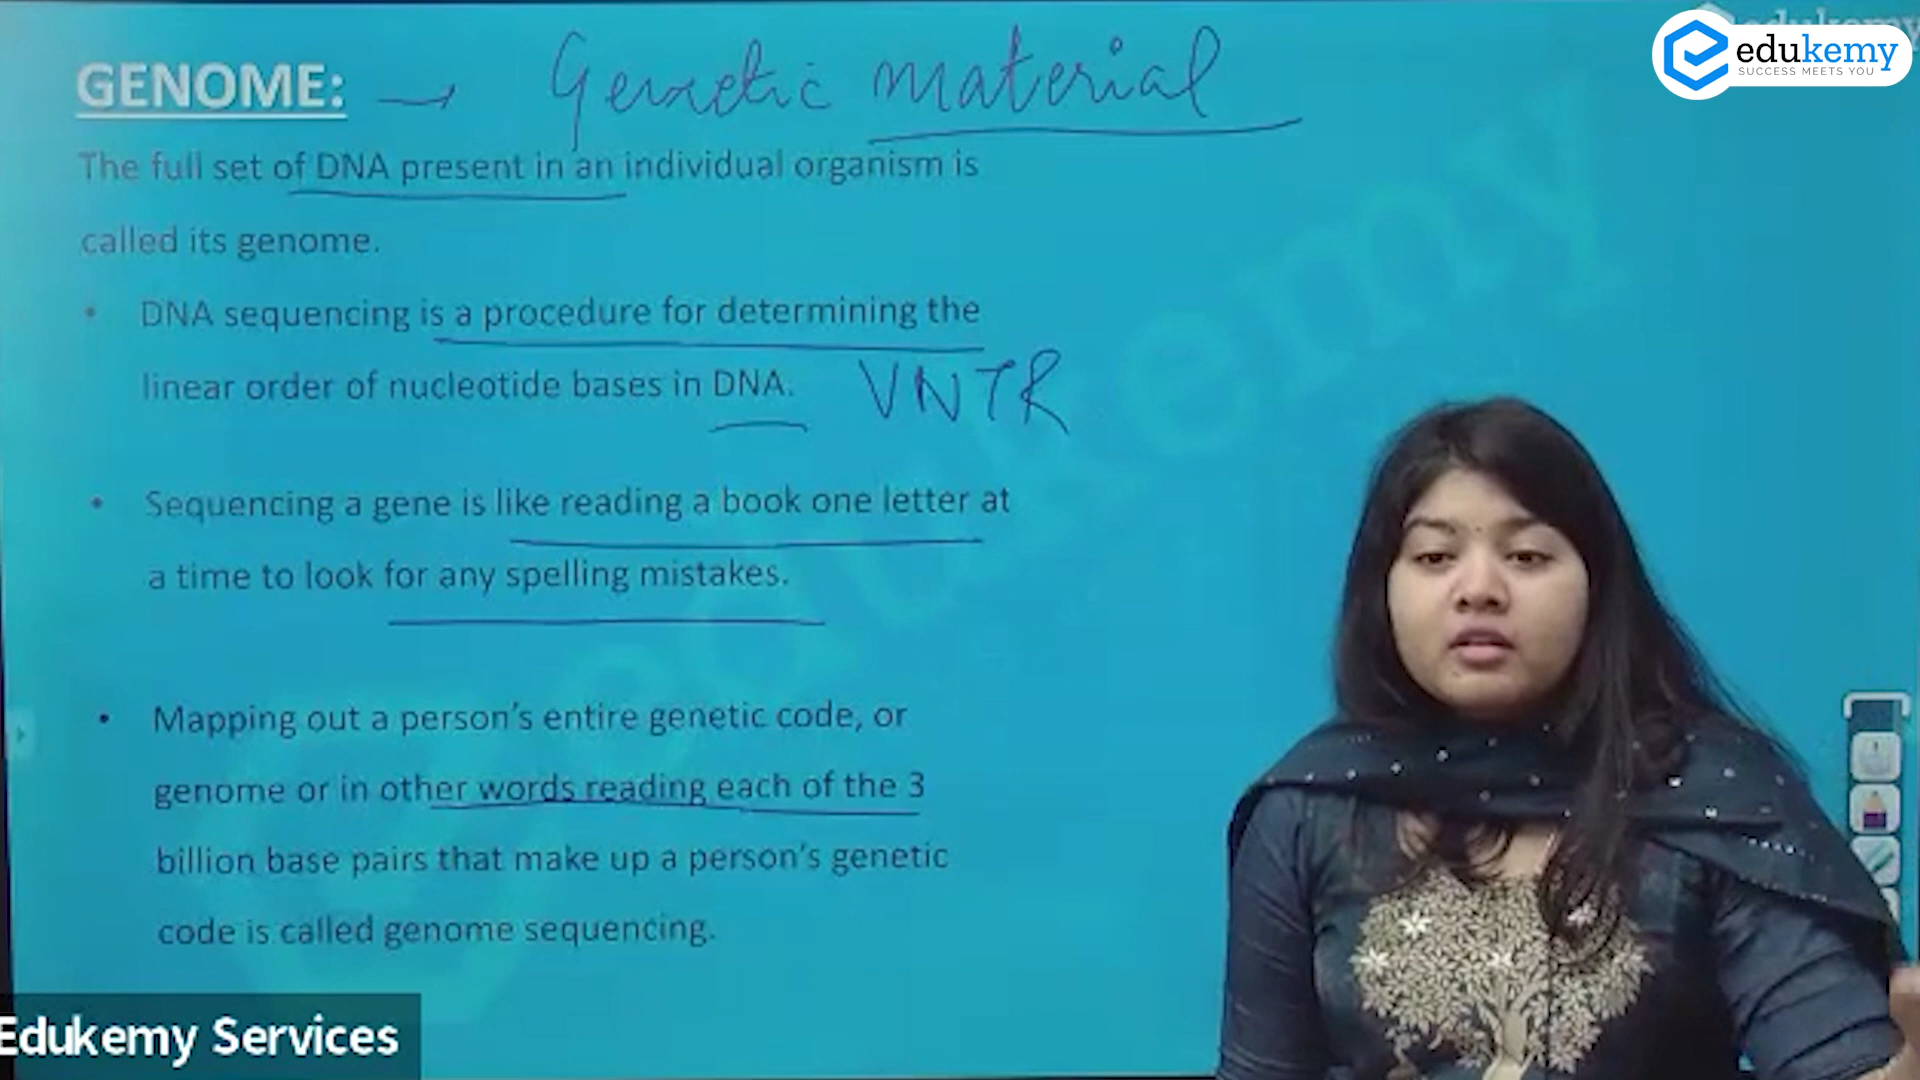 edukemy
SUCCESS MEETS YOU
GENOME: → Genetic material
The full set of DNA present in an individual organism is
called its genome.
• DNA sequencing is a procedure for determining the
linear order of nucleotide bases in DNA. VNTR
• Sequencing a gene is like reading a book one letter at
a time to look for any spelling mistakes.
• Mapping out a person's entire genetic code, or
genome or in other words reading each of the 3
billion base pairs that make up a person's genetic
code is called genome sequencing.
edukemy
Edukemy Services